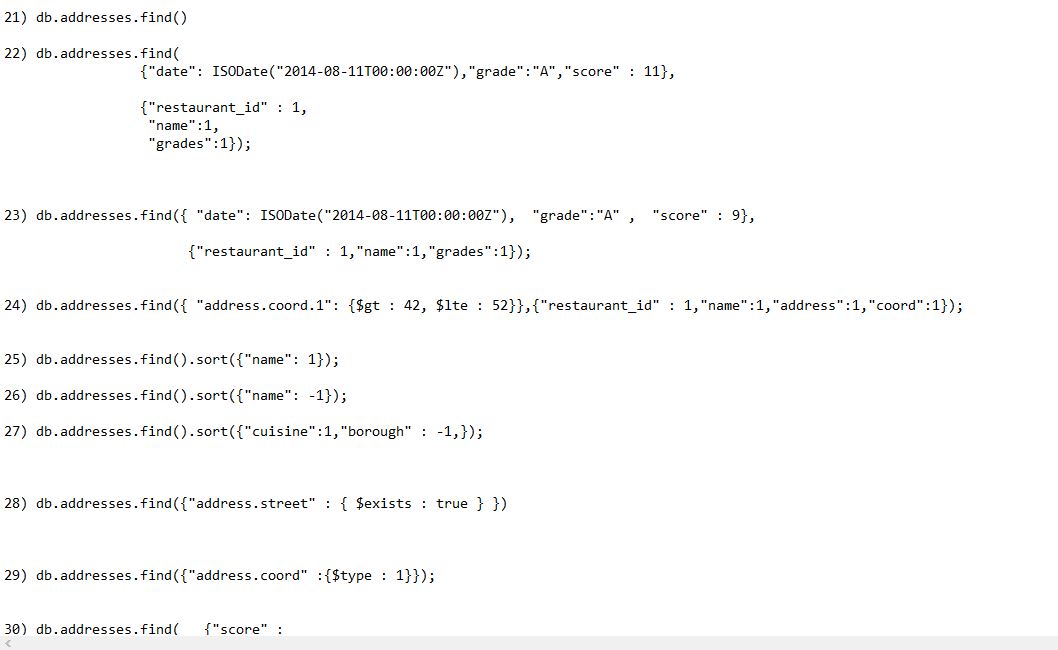 21) db.addresses.find()
22) db.addresses.find(
{"date": ISODate("2014-08-11T00:00:00Z"),"grade":"A","score" : 11},
{"restaurant_id" : 1,
"name":1,
"grades":1});
23) db.addresses.find({ "date": ISODate("2014-08-11T00:00:00Z"),  "grade":"A" ,  "score" : 9},
{"restaurant_id" : 1,"name":1,"grades":1});
24) db.addresses.find({ "address.coord.1": {$gt : 42, $lte : 52}},{"restaurant_id" : 1,"name":1,"address":1,"coord":1});
25) db.addresses.find().sort({"name": 1});
26) db.addresses.find().sort({"name": -1});
27) db.addresses.find().sort({"cuisine":1,"borough" : -1,});
28) db.addresses.find({"address.street" : { $exists : true } })
29) db.addresses.find({"address.coord" :{$type : 1}});
30) db.addresses.find(   {"score" :